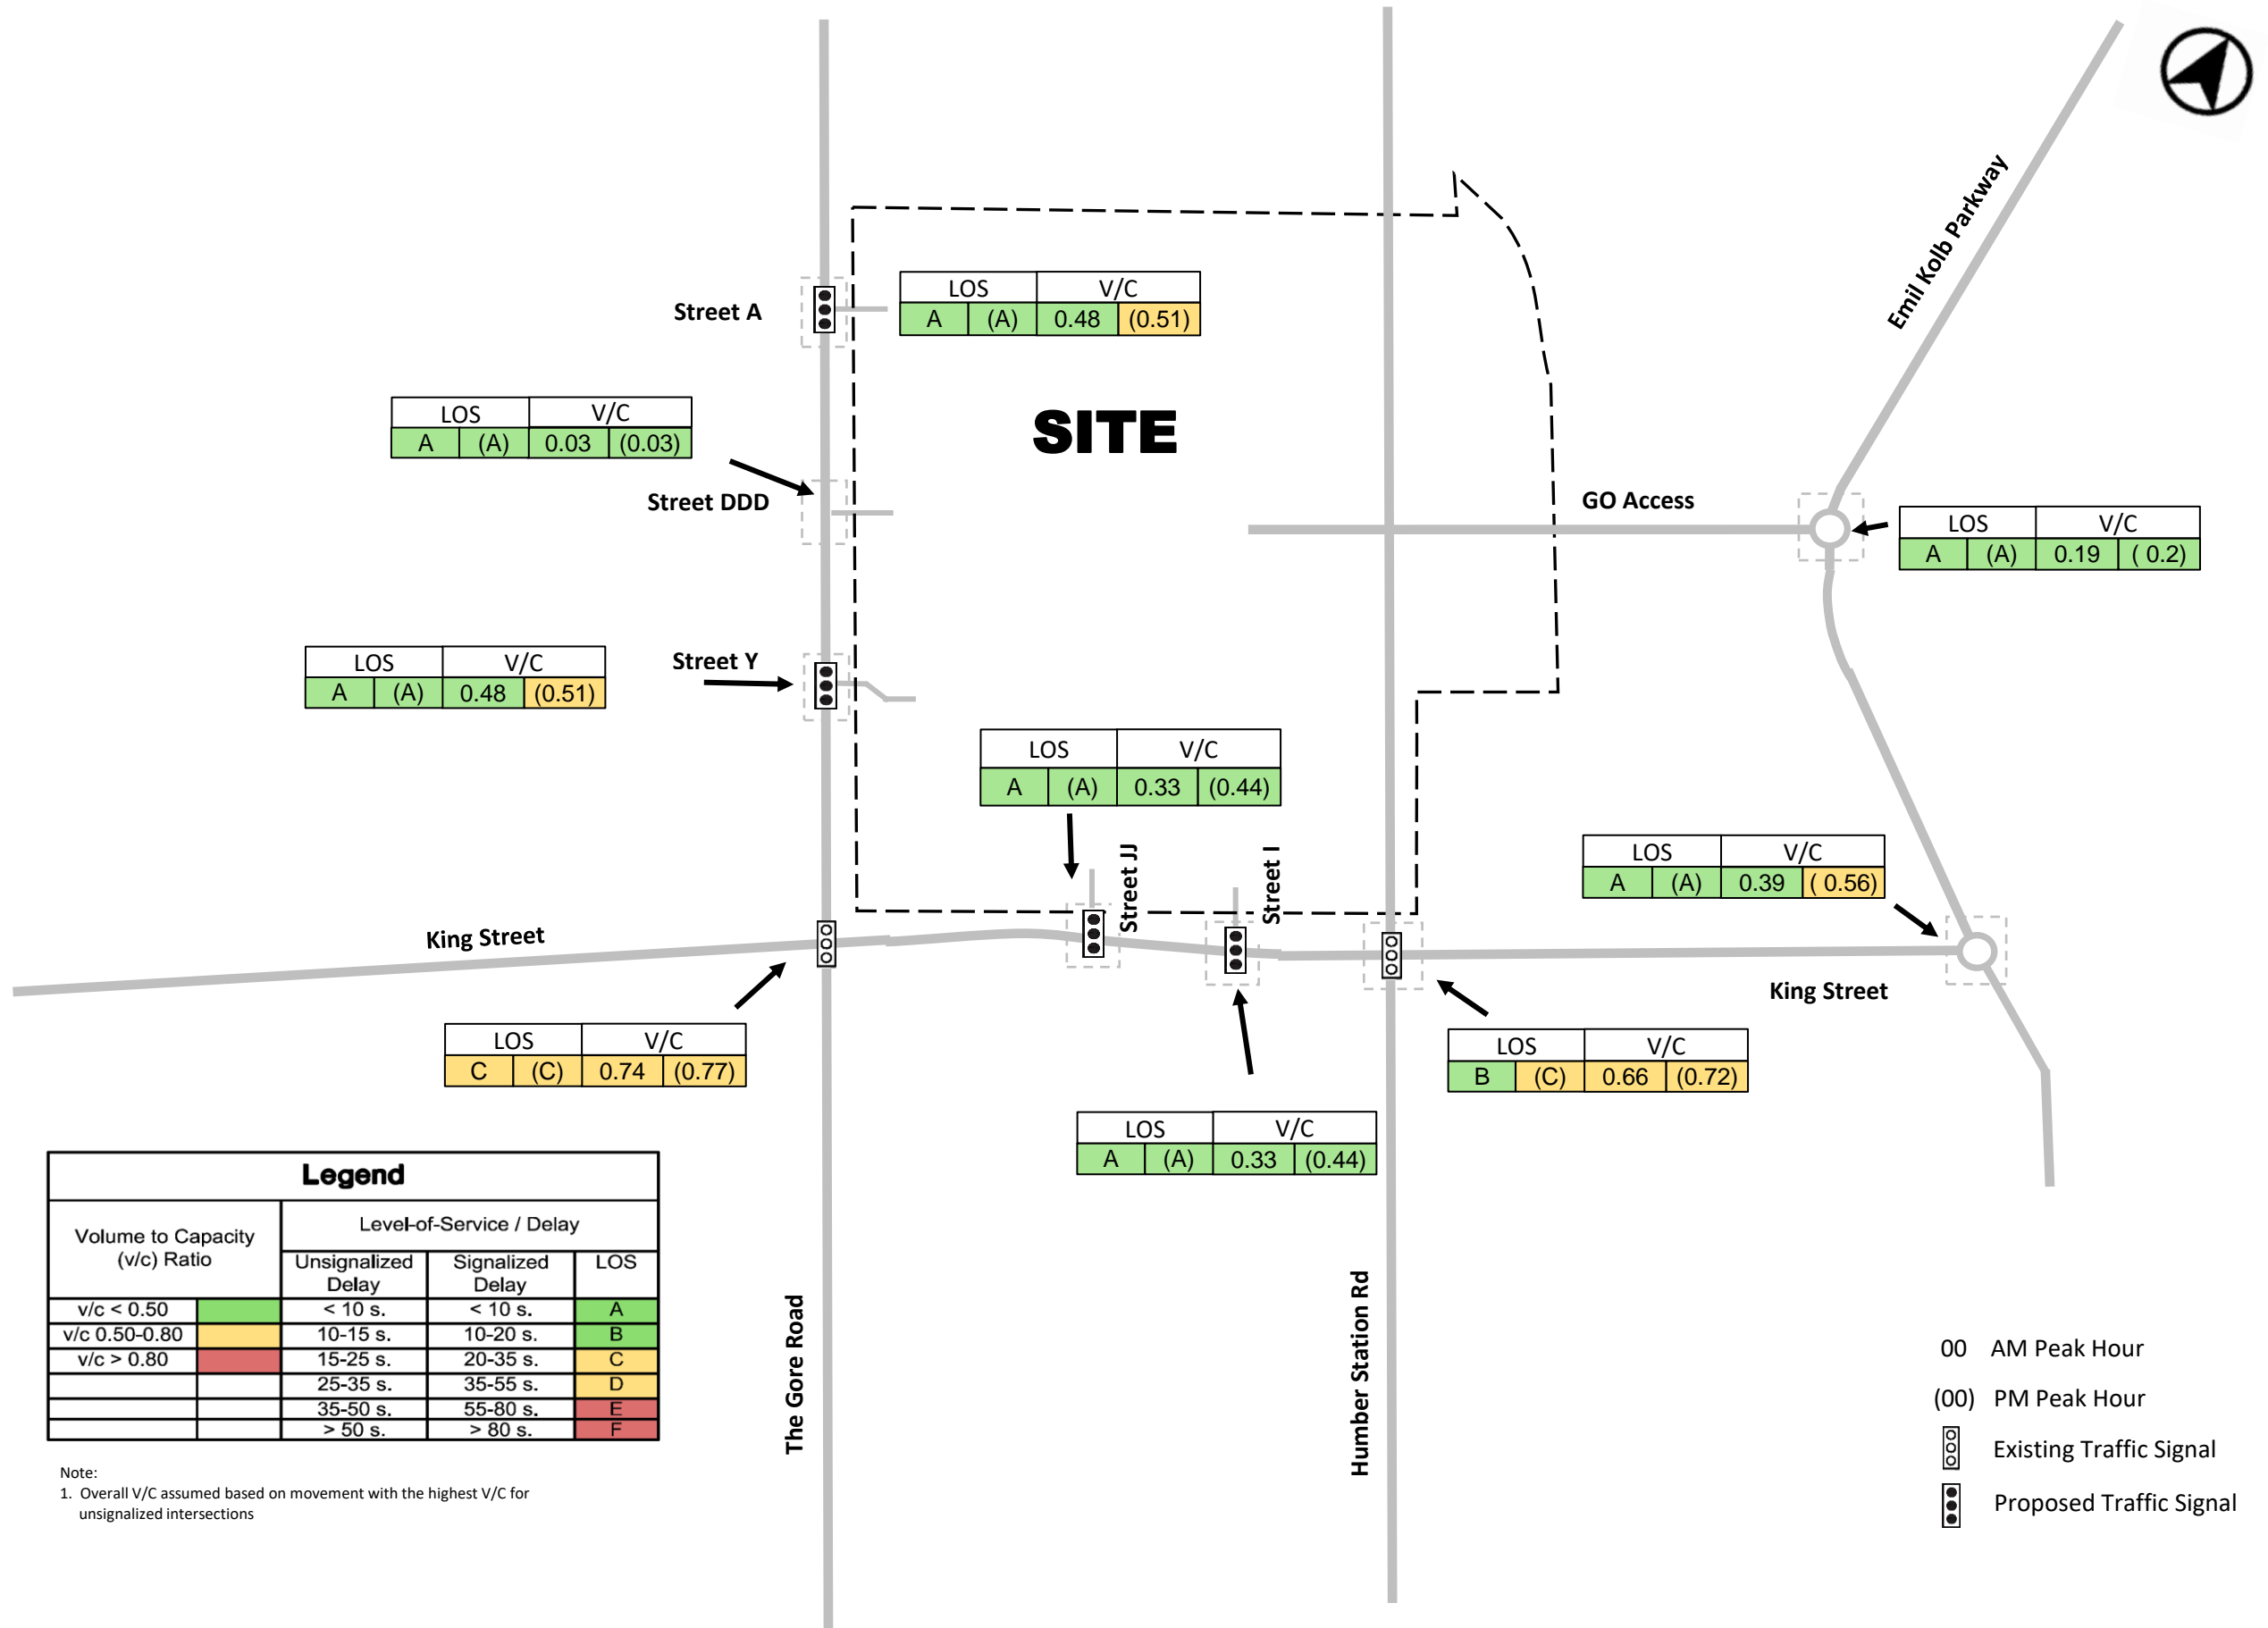 Emil Kolb Parkway
Street A
LOS V/C
A (A) 0.48 (0.51)
LOS V/C
A (A) 0.03 (0.03)
SITE
Street DDD
GO Access
LOS V/C
A (A) 0.19 ( 0.2)
LOS V/C
A (A) 0.48 (0.51)
Street Y
LOS V/C
A (A) 0.33 (0.44)
Street JJ
Street I
LOS V/C
A (A) 0.39 ( 0.56)
King Street
King Street
LOS V/C
C (C) 0.74 (0.77)
LOS V/C
B (C) 0.66 (0.72)
LOS V/C
A (A) 0.33 (0.44)
The Gore Road
Humber Station Rd
Legend
Volume to Capacity
(v/c) Ratio
Level-of-Service / Delay
Unsignalized
Delay
Signalized
Delay
LOS
v/c < 0.50 < 10 s. < 10 s. A
v/c 0.50-0.80 10-15 s. 10-20 s. B
v/c > 0.80 15-25 s. 20-35 s. C
25-35 s. 35-55 s. D
35-50 s. 55-80 s. E
> 50 s. > 80 s. F
Note:
1. Overall V/C assumed based on movement with the highest V/C for
unsignalized intersections
00 AM Peak Hour
(00) PM Peak Hour
Existing Traffic Signal
Proposed Traffic Signal